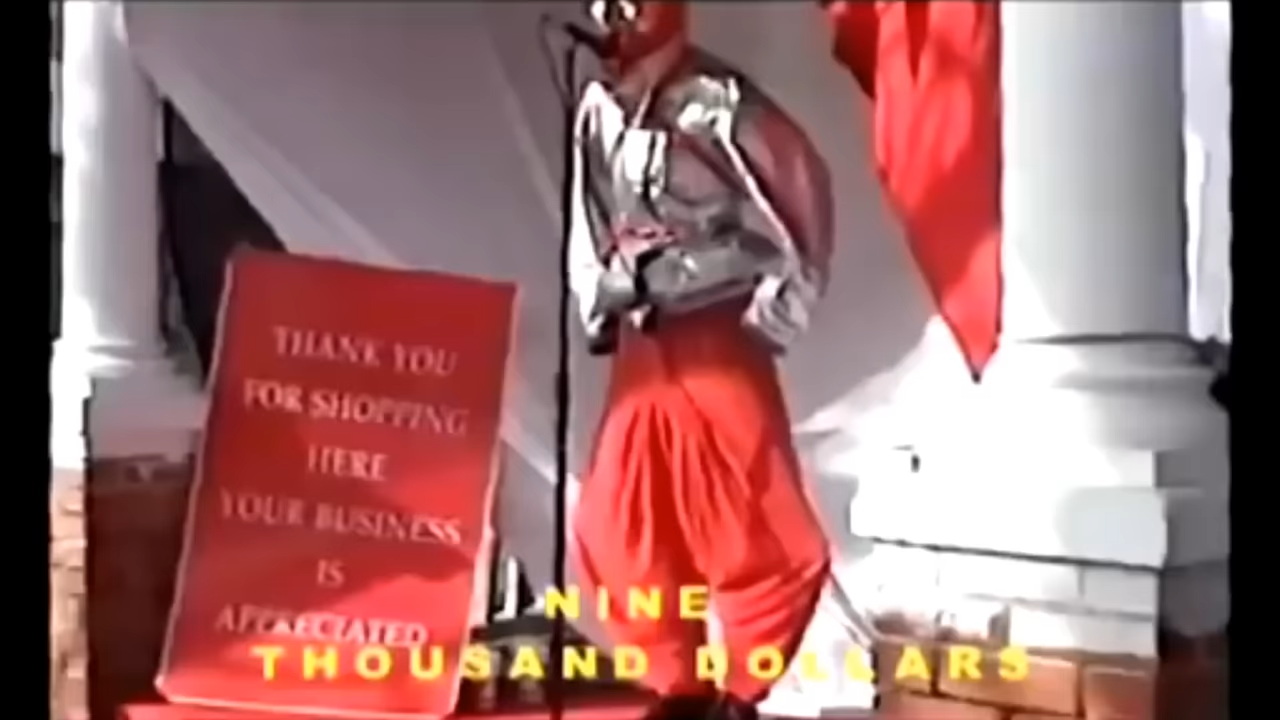 THANK YOU
FOR SHOPPING
HERE
YOUR BUSINESS
IS
APPRECIATED
NINE
THOUSAND DOLLARS